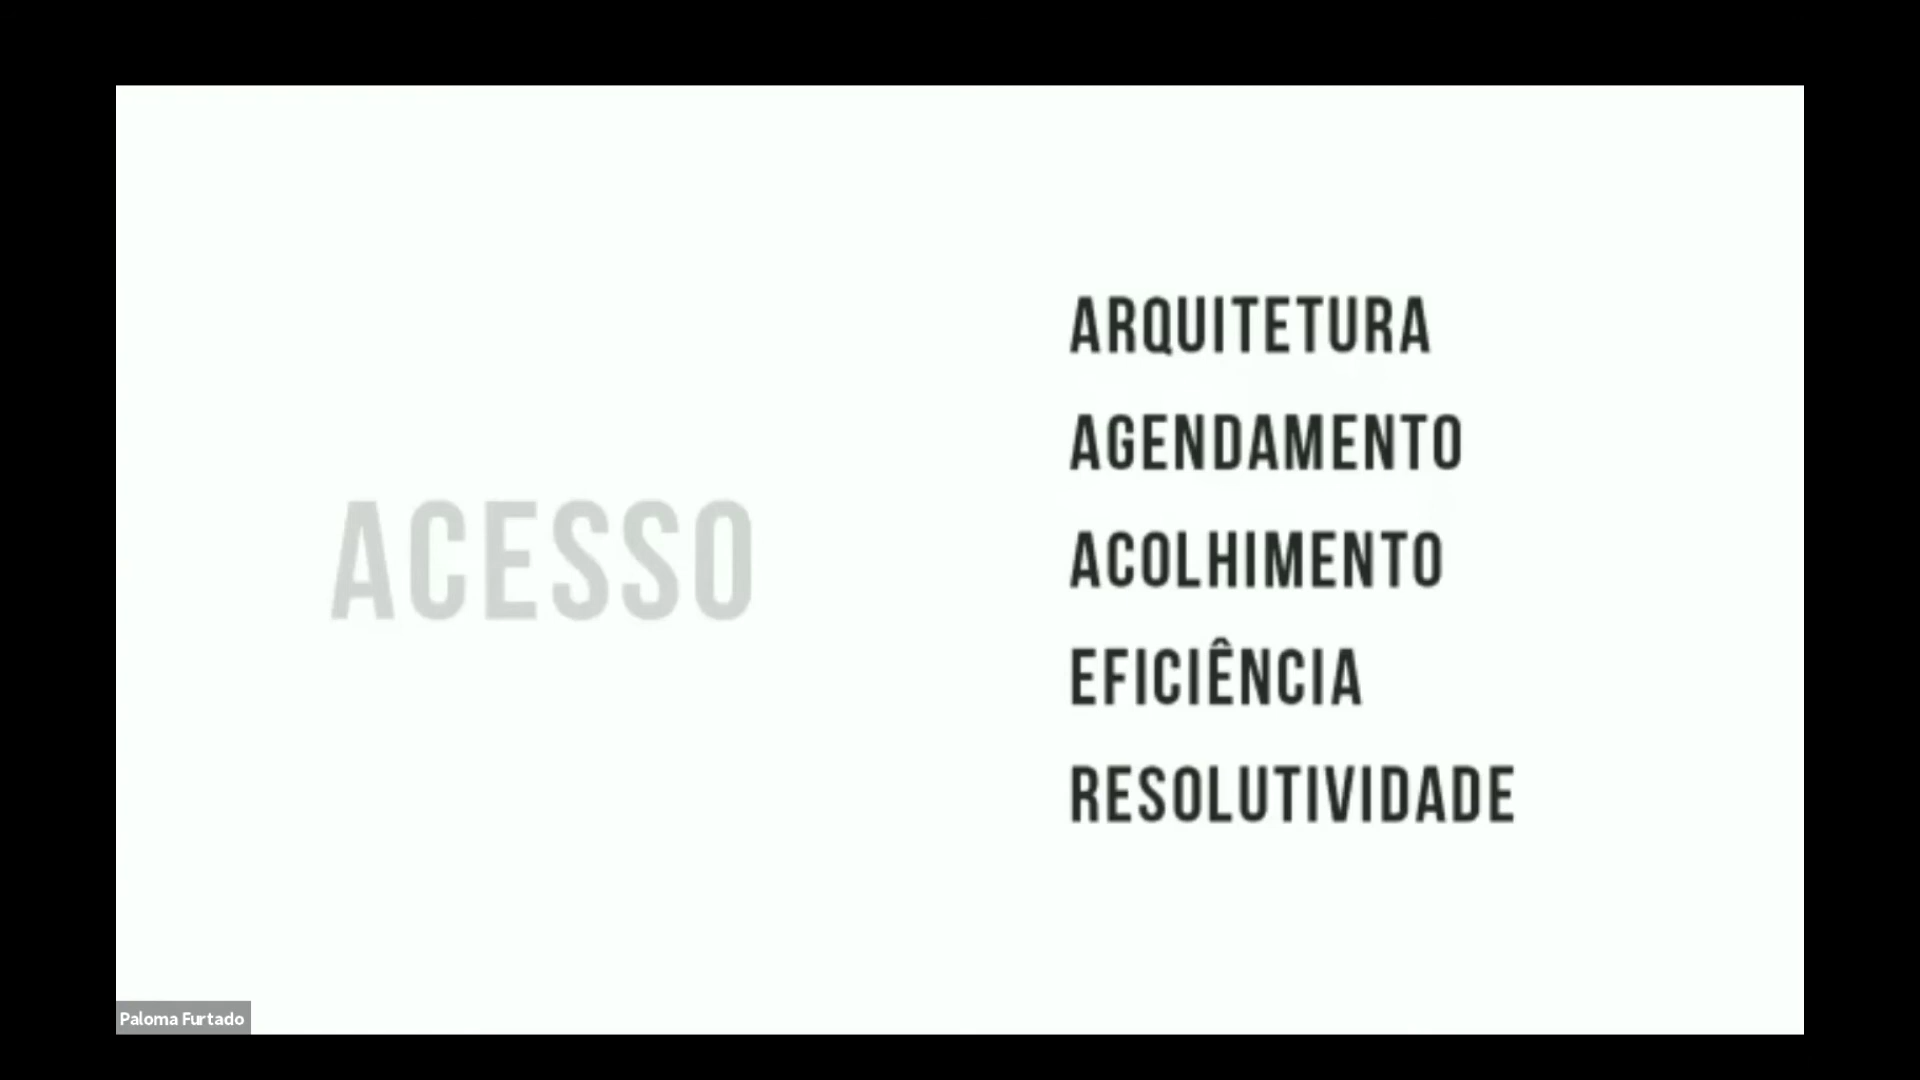 ACESSO
ARQUITETURA
AGENDAMENTO
ACOLHIMENTO
EFICIÊNCIA
RESOLUTIVIDADE
Paloma Furtado